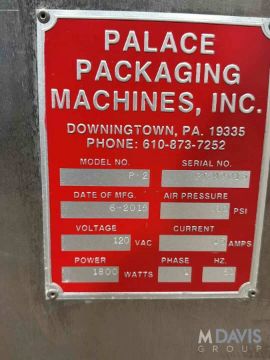 PALACE
PACKAGING
MACHINES, INC.
DOWNINGTOWN, PA. 19335
PHONE: 610-873-7252
MODEL NO. SERIAL NO.
P-2
DATE OF MFG. AIR PRESSURE
PSI
VOLTAGE CURRENT
120 VAC AMPS
POWER PHASE HZ.
1800 WATTS 1
M DAVIS
GROUP